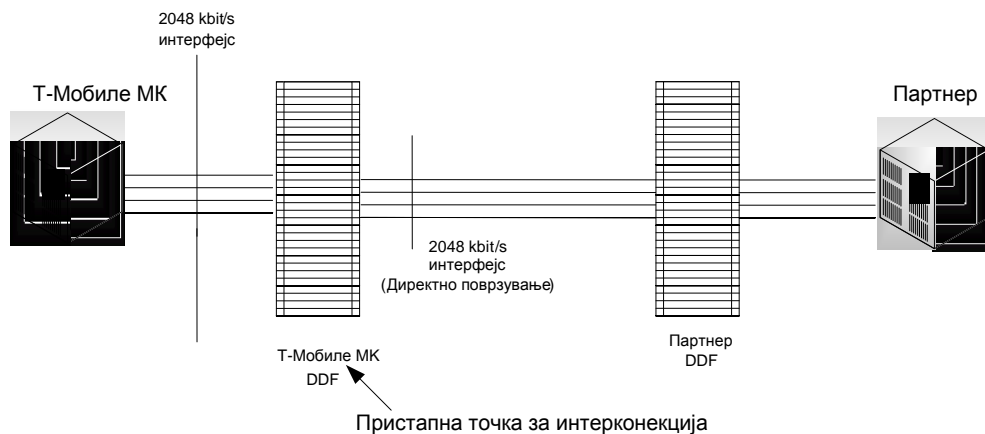 2048 kbit/s
интерфејс
Т-Мобиле МК
Партнер
2048 kbit/s
интерфејс
(Директно поврзување)
Т-Мобиле МК
DDF
Партнер
DDF
Пристапна точка за интерконекција